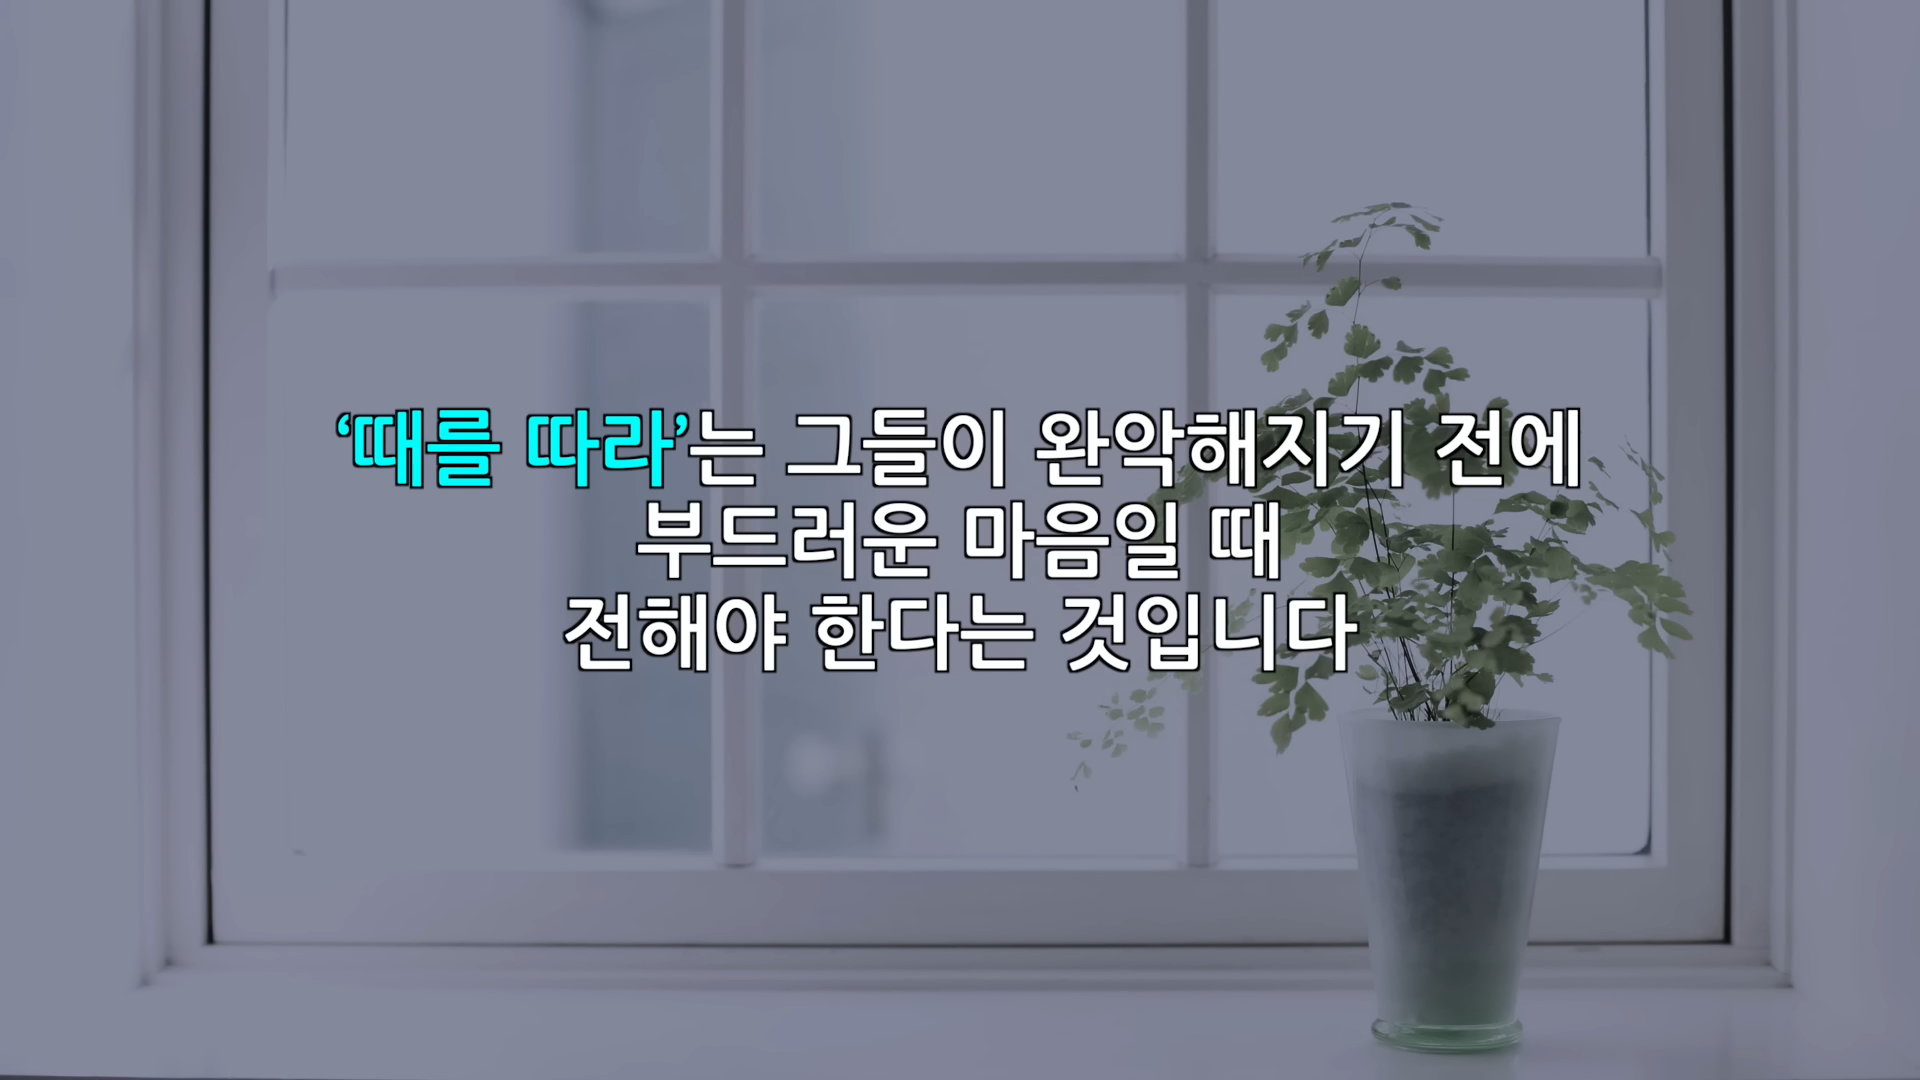 ‘때를 따라’는 그들이 완악해지기 전에
부드러운 마음일 때
전해야 한다는 것입니다